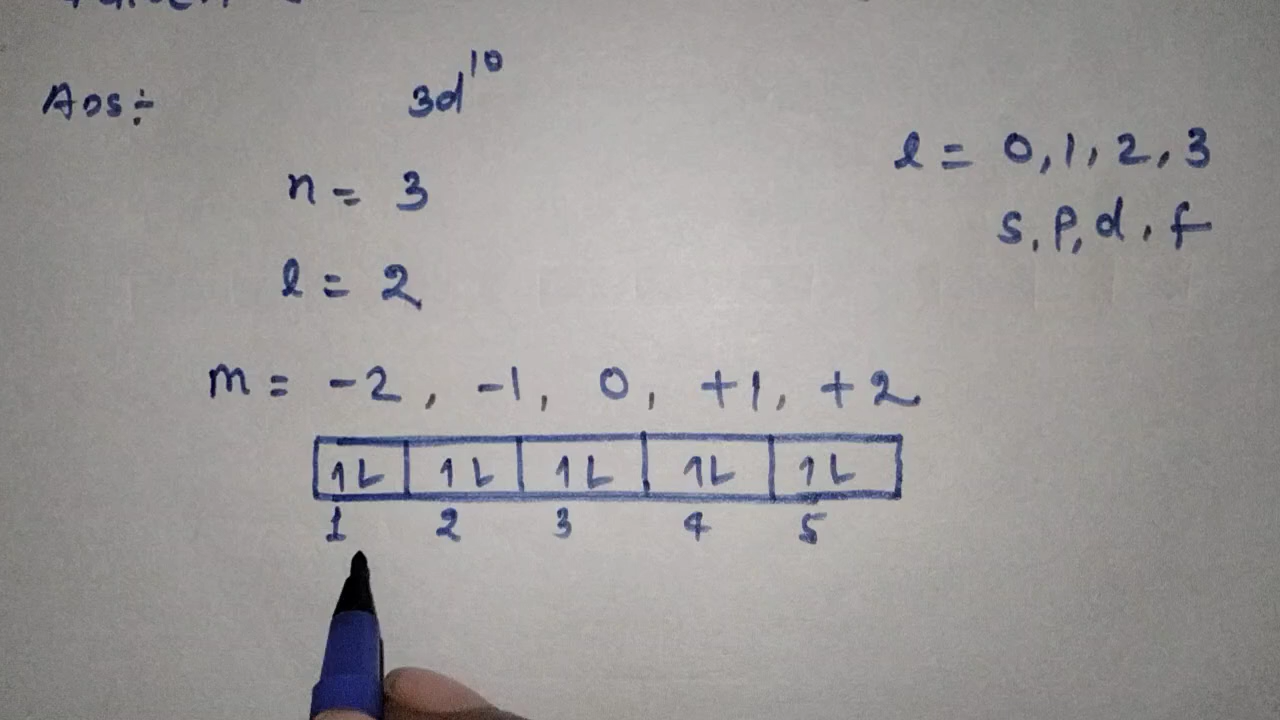 Ans÷ 3d¹⁰
n = 3
l = 0, 1, 2, 3
s, p, d, f
l = 2
m = -2, -1, 0, +1, +2
1L 1L 1L 1L 1L
1 2 3 4 5